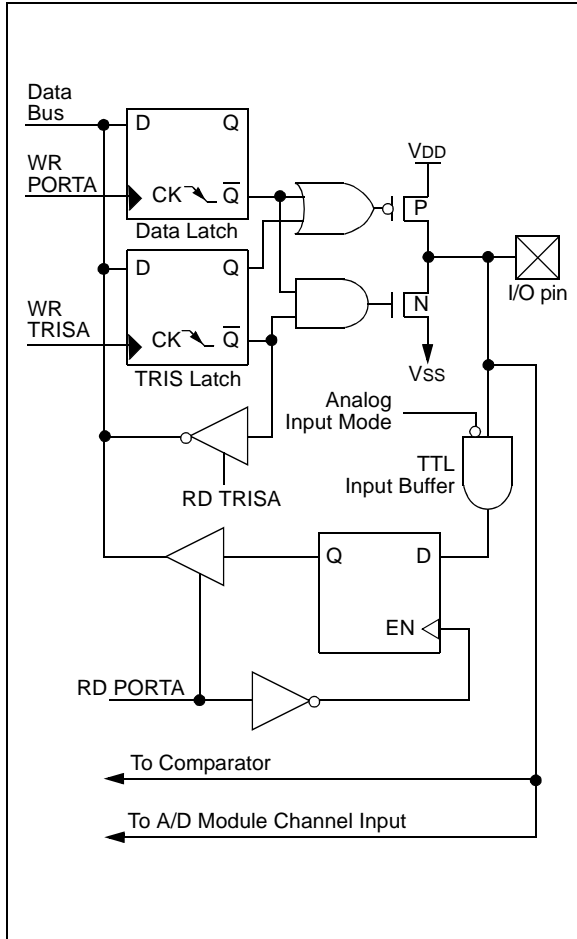 Data
Bus
D Q
WR
PORTA
CK Q
Data Latch
VDD
P
I/O pin
D Q
WR
TRISA
CK Q
TRIS Latch
N
VSS
Analog
Input Mode
TTL
Input Buffer
RD TRISA
Q D
EN
RD PORTA
To Comparator
To A/D Module Channel Input